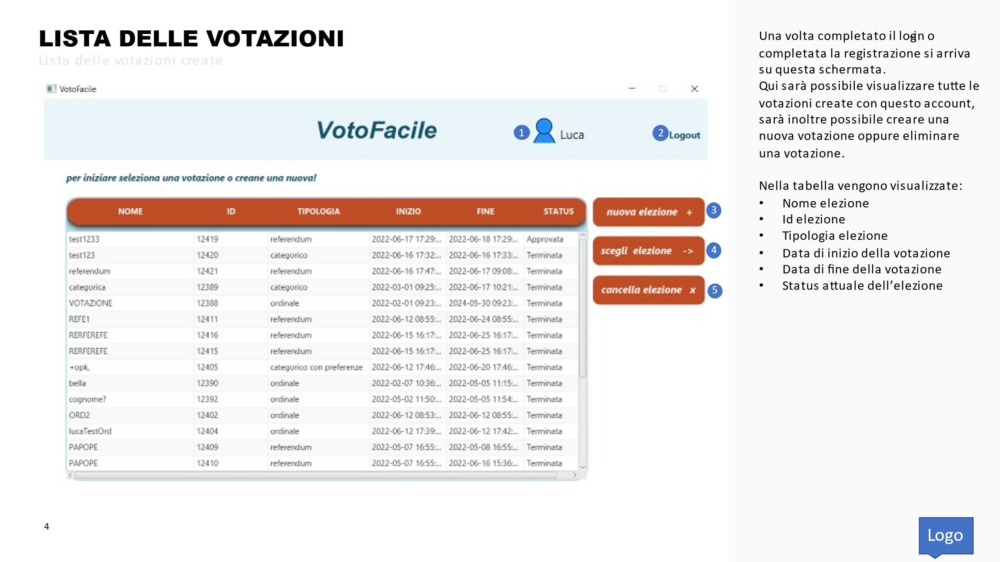 LISTA DELLE VOTAZIONI
Lista delle votazioni create
VotoFacile
VotoFacile
1 Luca
2 Logout
per iniziare seleziona una votazione o creane una nuova!
NOME ID TIPOLOGIA INIZIO FINE STATUS
test1233 12419 referendum 2022-06-17 17:29:... 2022-06-18 17:29:... Approvata
test123 12420 categorico 2022-06-16 17:32:... 2022-06-16 17:33:... Terminata
referendum 12421 referendum 2022-06-16 17:47:... 2022-06-17 09:08:... Terminata
categorica 12389 categorico 2022-03-01 09:25:... 2022-06-17 10:21:... Terminata
VOTAZIONE 12388 ordinale 2022-02-01 09:23:... 2024-05-30 09:23:... Terminata
REFE1 12411 referendum 2022-06-12 08:55:... 2022-06-24 08:55:... Terminata
RERFEREFE 12416 referendum 2022-06-15 16:17:... 2022-06-25 16:17:... Terminata
RERFEREFE 12415 referendum 2022-06-15 16:17:... 2022-06-25 16:17:... Terminata
+opk, 12405 categorico con preferenze 2022-06-12 17:46:... 2022-06-20 17:46:... Terminata
bella 12390 ordinale 2022-02-07 10:36:... 2022-05-05 11:15:... Terminata
cognome? 12392 ordinale 2022-05-02 11:50:... 2022-05-05 11:54:... Terminata
ORD2 12402 ordinale 2022-06-12 08:53:... 2022-06-12 08:55:... Terminata
lucaTestOrd 12404 ordinale 2022-06-12 17:39:... 2022-06-12 17:42:... Terminata
PAPOPE 12409 referendum 2022-05-07 16:55:... 2022-05-08 16:55:... Terminata
PAPOPE 12410 referendum 2022-05-07 16:55:... 2022-06-16 15:36:... Terminata
nuova elezione + 3
scegli elezione -> 4
cancella elezione x 5
Una volta completato il login o
completata la registrazione si arriva
su questa schermata.
Qui sarà possibile visualizzare tutte le
votazioni create con questo account,
sarà inoltre possibile creare una
nuova votazione oppure eliminare
una votazione.
Nella tabella vengono visualizzate:
• Nome elezione
• Id elezione
• Tipologia elezione
• Data di inizio della votazione
• Data di fine della votazione
• Status attuale dell’elezione
4
Logo